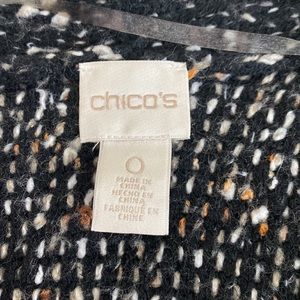 chico's
0
MADE IN
CHINA
HECHO EN
CHINA
FABRIQUÉ EN
CHINE